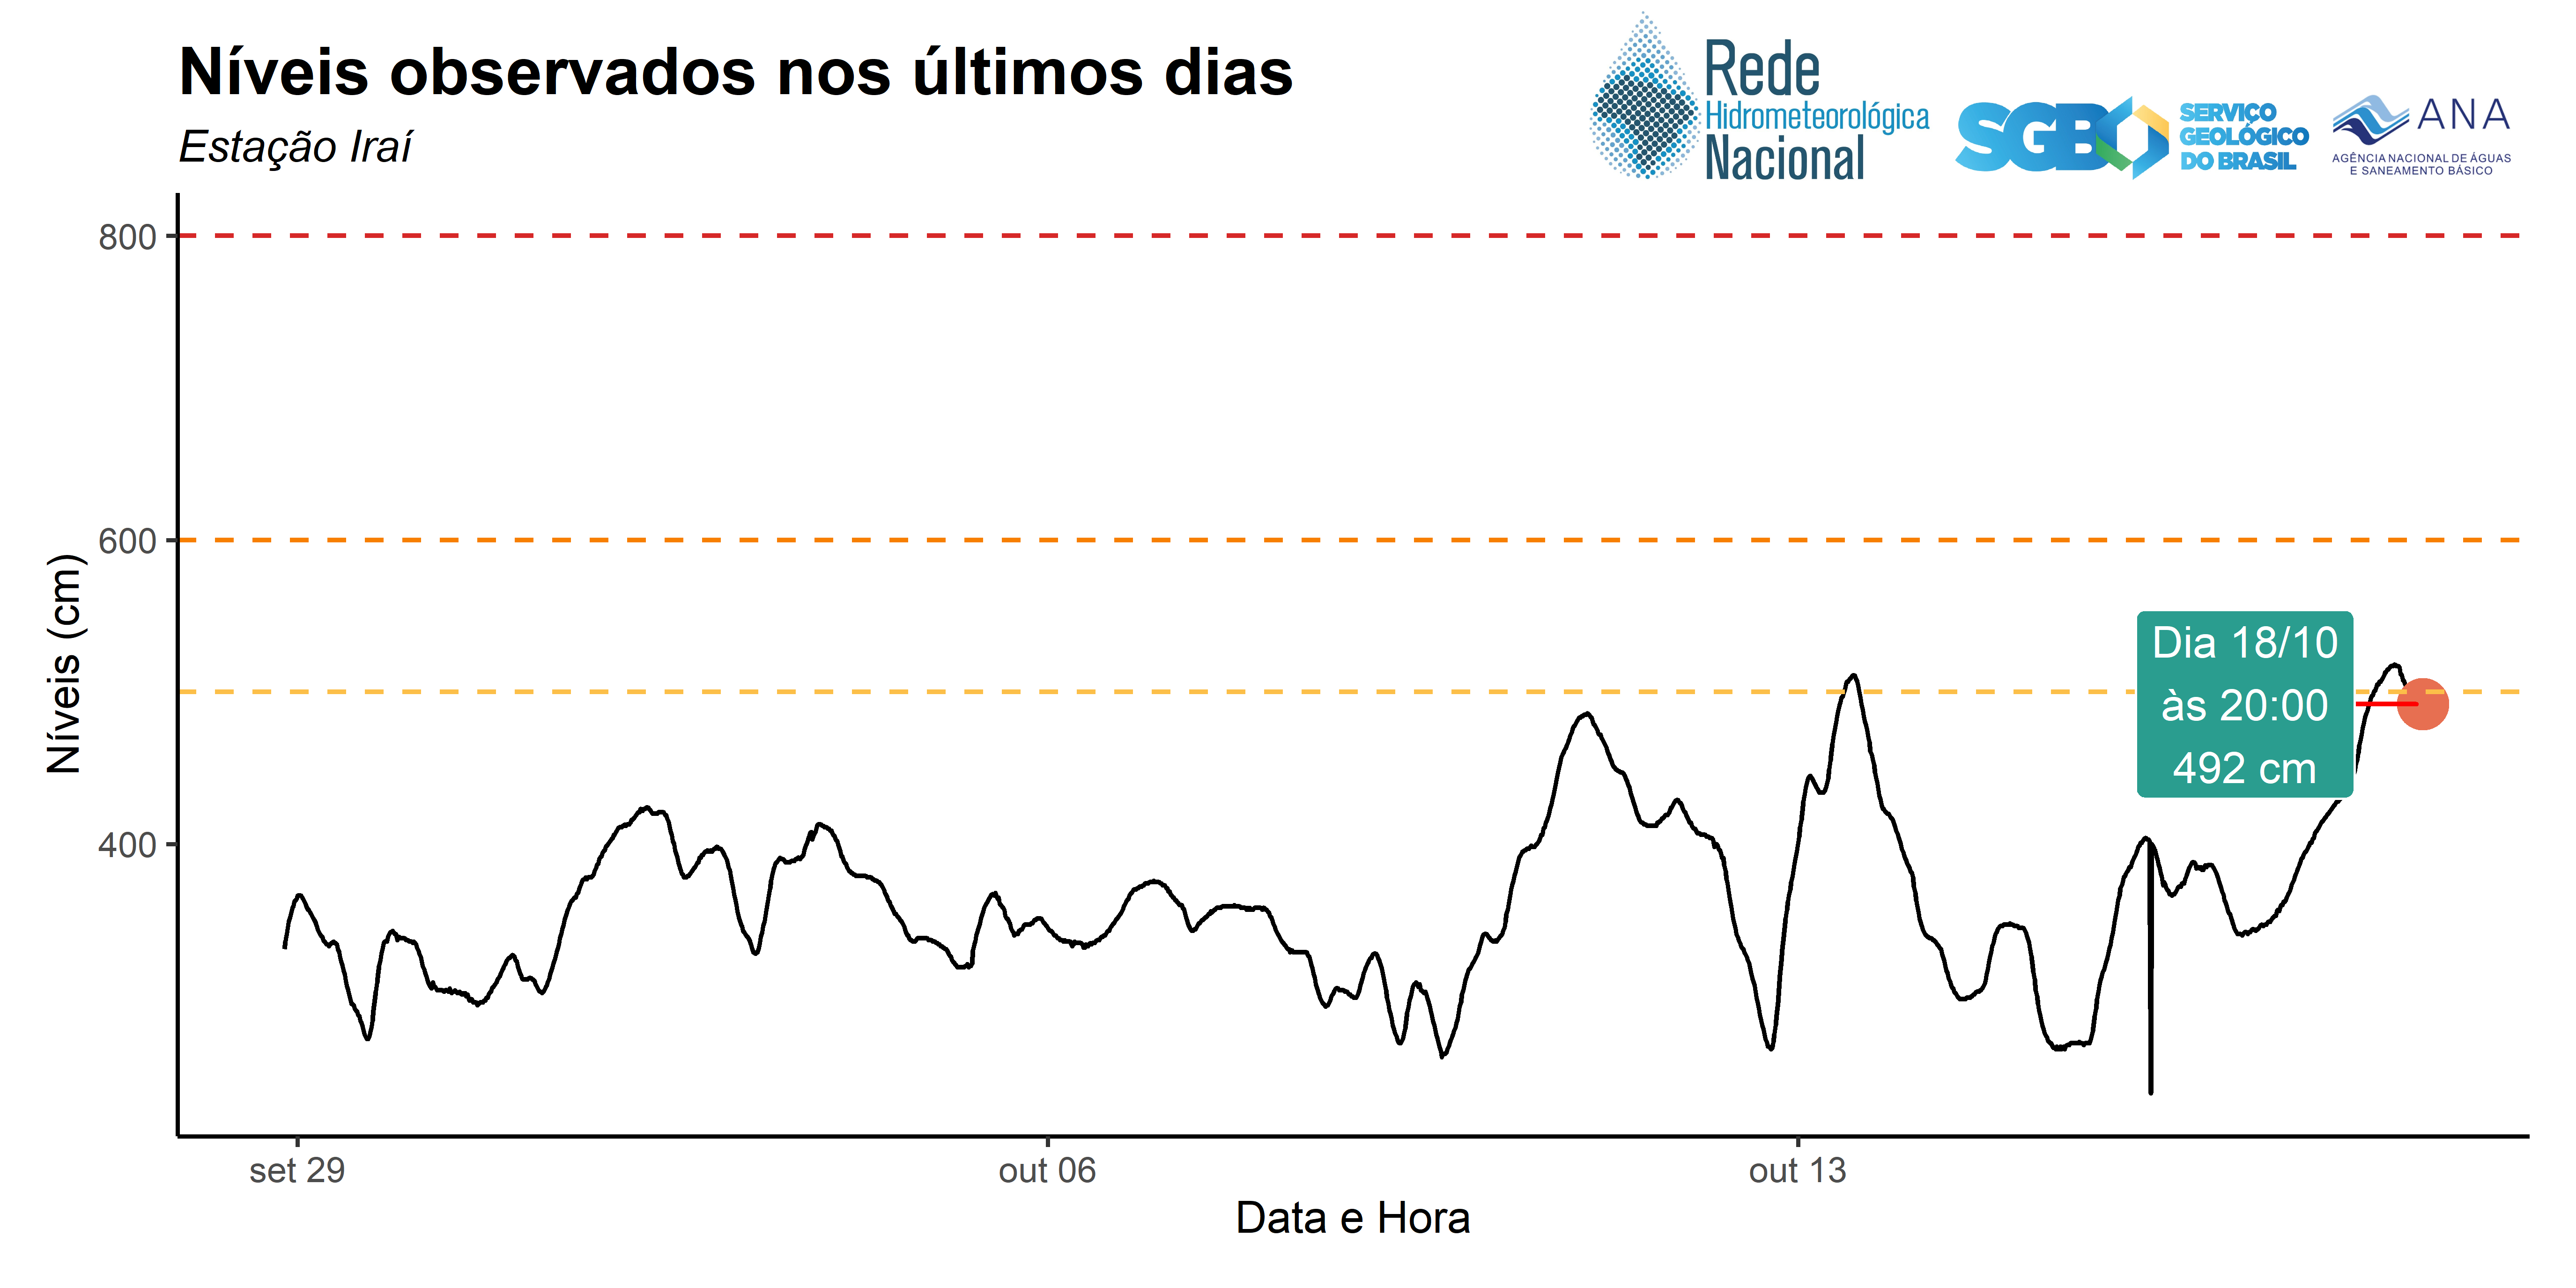 Níveis observados nos últimos dias
Estação Iraí
Rede
Hidrometeorológica
Nacional
SGB
SERVIÇO
GEOLÓGICO
DO BRASIL
ANA
AGÊNCIA NACIONAL DE ÁGUAS
E SANEAMENTO BÁSICO
Níveis (cm)
800
600
400
Dia 18/10
às 20:00
492 cm
set 29
out 06
out 13
Data e Hora